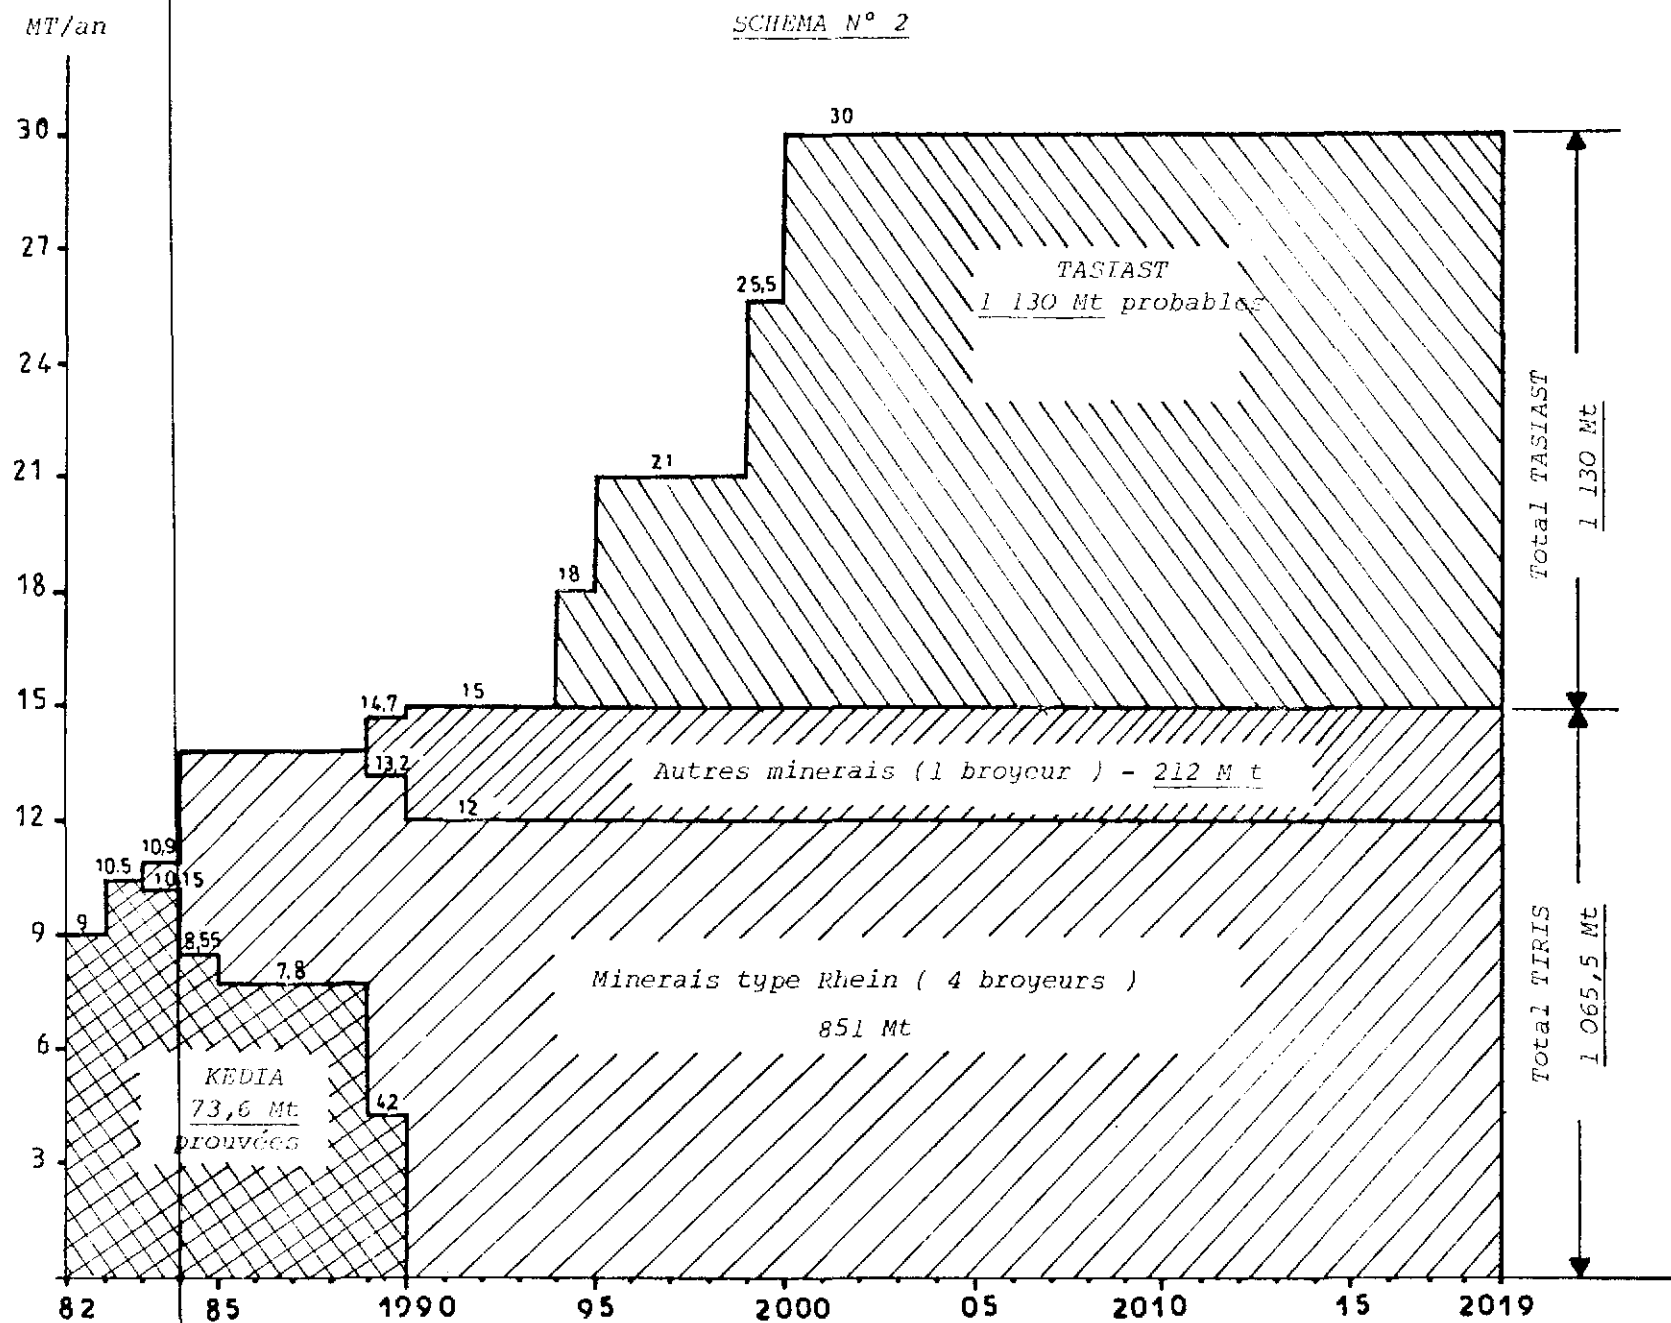 SCHEMA N° 2
MT/an
30
27
24
21
18
15
12
9
6
3
30
25,5
21
18
15
14,7
13,2
12
10,9
10.5
10,15
9
8,55
7,8
42
TASIAST
1 130 Mt probables
Autres minerais (1 broyeur) - 212 M t
Minerais type Rhein ( 4 broyeurs )
851 Mt
KEDIA
73,6 Mt
prouvées
Total TASIAST
1 130 Mt
Total TIRIS
1 065,5 Mt
82 85 1990 95 2000 05 2010 15 2019